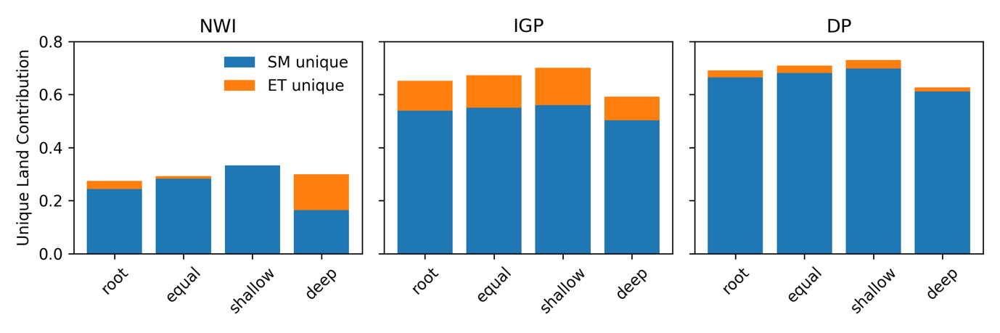 NWI
IGP
DP
Unique Land Contribution
0.8
0.6
0.4
0.2
0.0
SM unique
ET unique
root
equal
shallow
deep
root
equal
shallow
deep
root
equal
shallow
deep